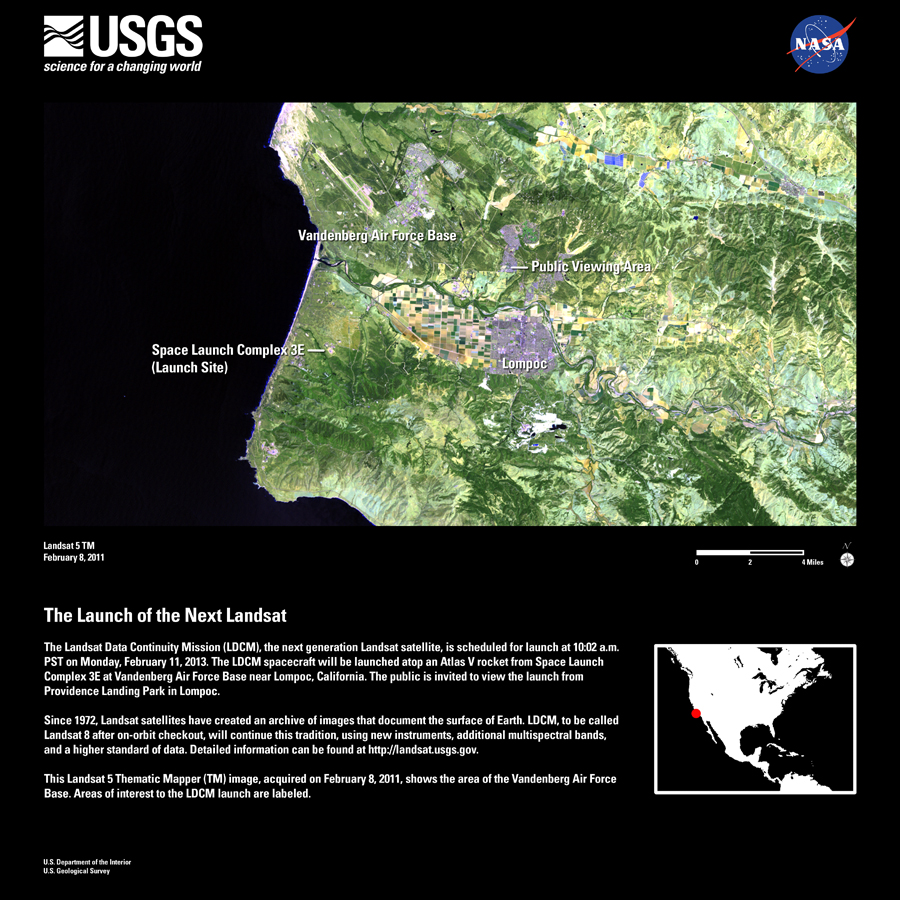 USGS
science for a changing world
NASA
Vandenberg Air Force Base
Public Viewing Area
Space Launch Complex 3E
(Launch Site)
Lompoc
Landsat 5 TM
February 8, 2011
N
0 2 4 Miles
The Launch of the Next Landsat
The Landsat Data Continuity Mission (LDCM), the next generation Landsat satellite, is scheduled for launch at 10:02 a.m.
PST on Monday, February 11, 2013. The LDCM spacecraft will be launched atop an Atlas V rocket from Space Launch
Complex 3E at Vandenberg Air Force Base near Lompoc, California. The public is invited to view the launch from
Providence Landing Park in Lompoc.
Since 1972, Landsat satellites have created an archive of images that document the surface of Earth. LDCM, to be called
Landsat 8 after on-orbit checkout, will continue this tradition, using new instruments, additional multispectral bands,
and a higher standard of data. Detailed information can be found at http://landsat.usgs.gov.
This Landsat 5 Thematic Mapper (TM) image, acquired on February 8, 2011, shows the area of the Vandenberg Air Force
Base. Areas of interest to the LDCM launch are labeled.
U.S. Department of the Interior
U.S. Geological Survey